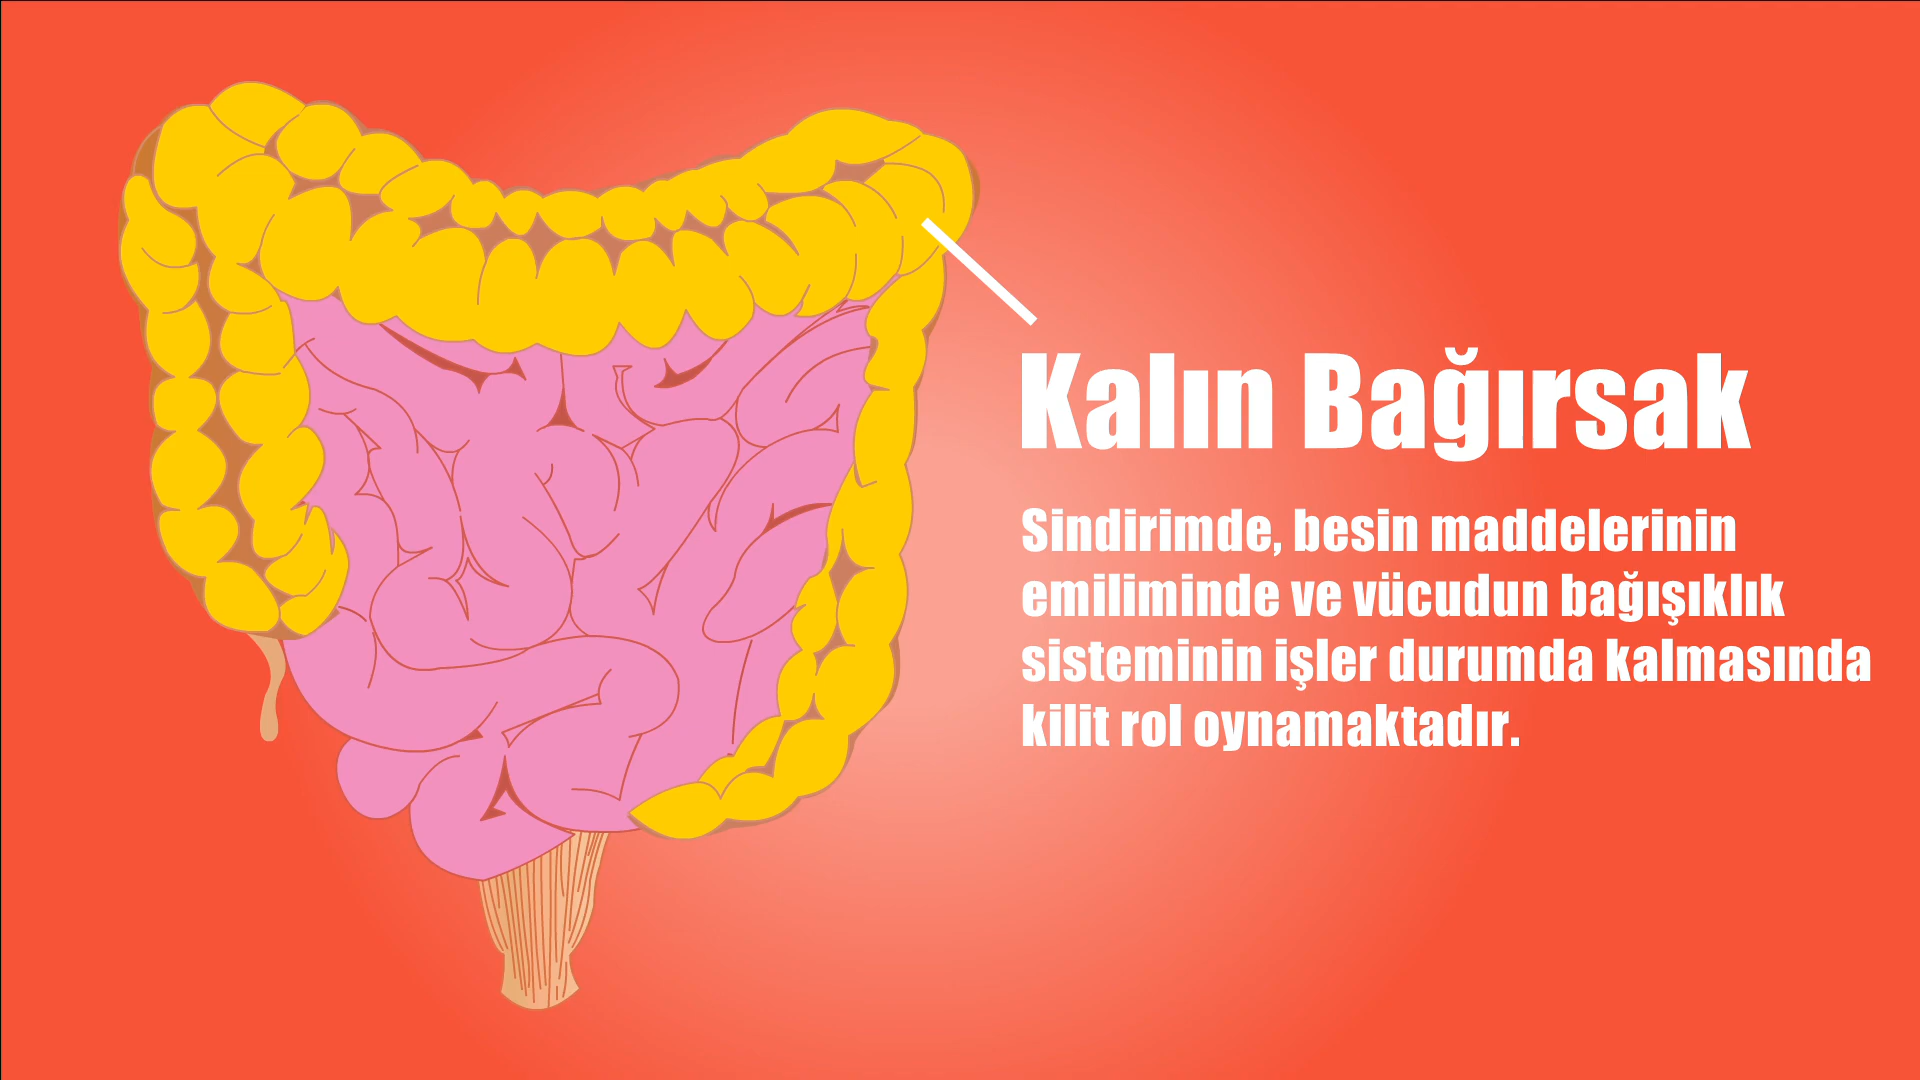 Kalın Bağırsak
Sindirimde, besin maddelerinin
emiliminde ve vücudun bağışıklık
sisteminin işler durumda kalmasında
kilit rol oynamaktadır.